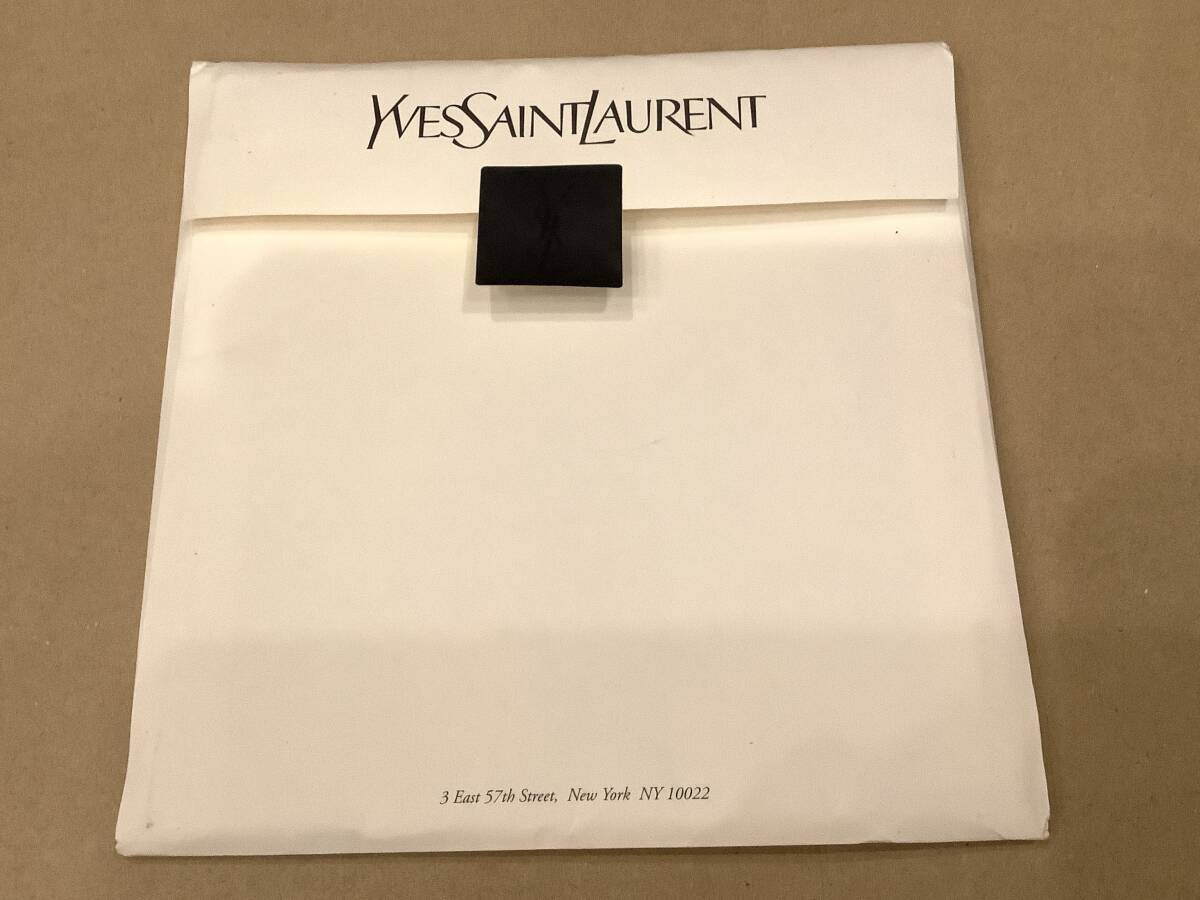 YVESSAINTLAURENT
3 East 57th Street, New York NY 10022